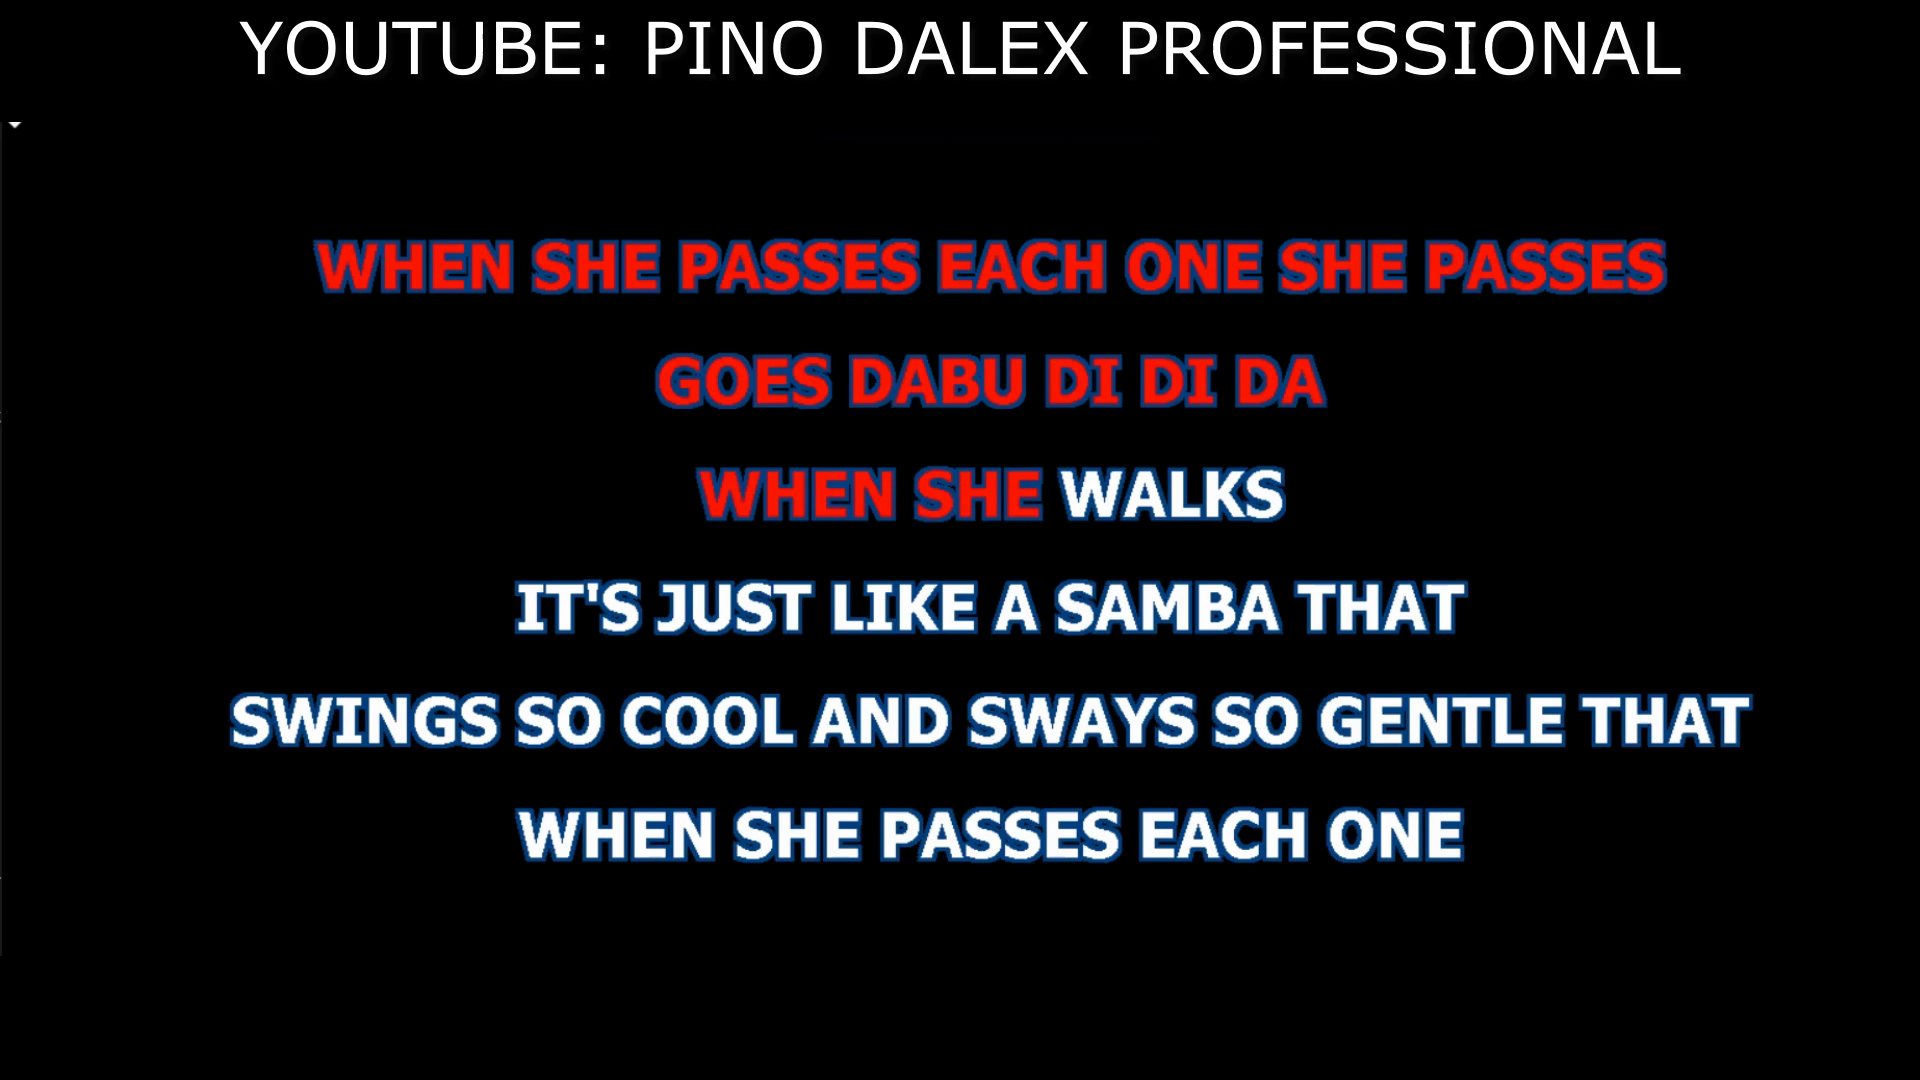 YOUTUBE: PINO DALEX PROFESSIONAL
WHEN SHE PASSES EACH ONE SHE PASSES
GOES DABU DI DI DA
WHEN SHE WALKS
IT'S JUST LIKE A SAMBA THAT
SWINGS SO COOL AND SWAYS SO GENTLE THAT
WHEN SHE PASSES EACH ONE